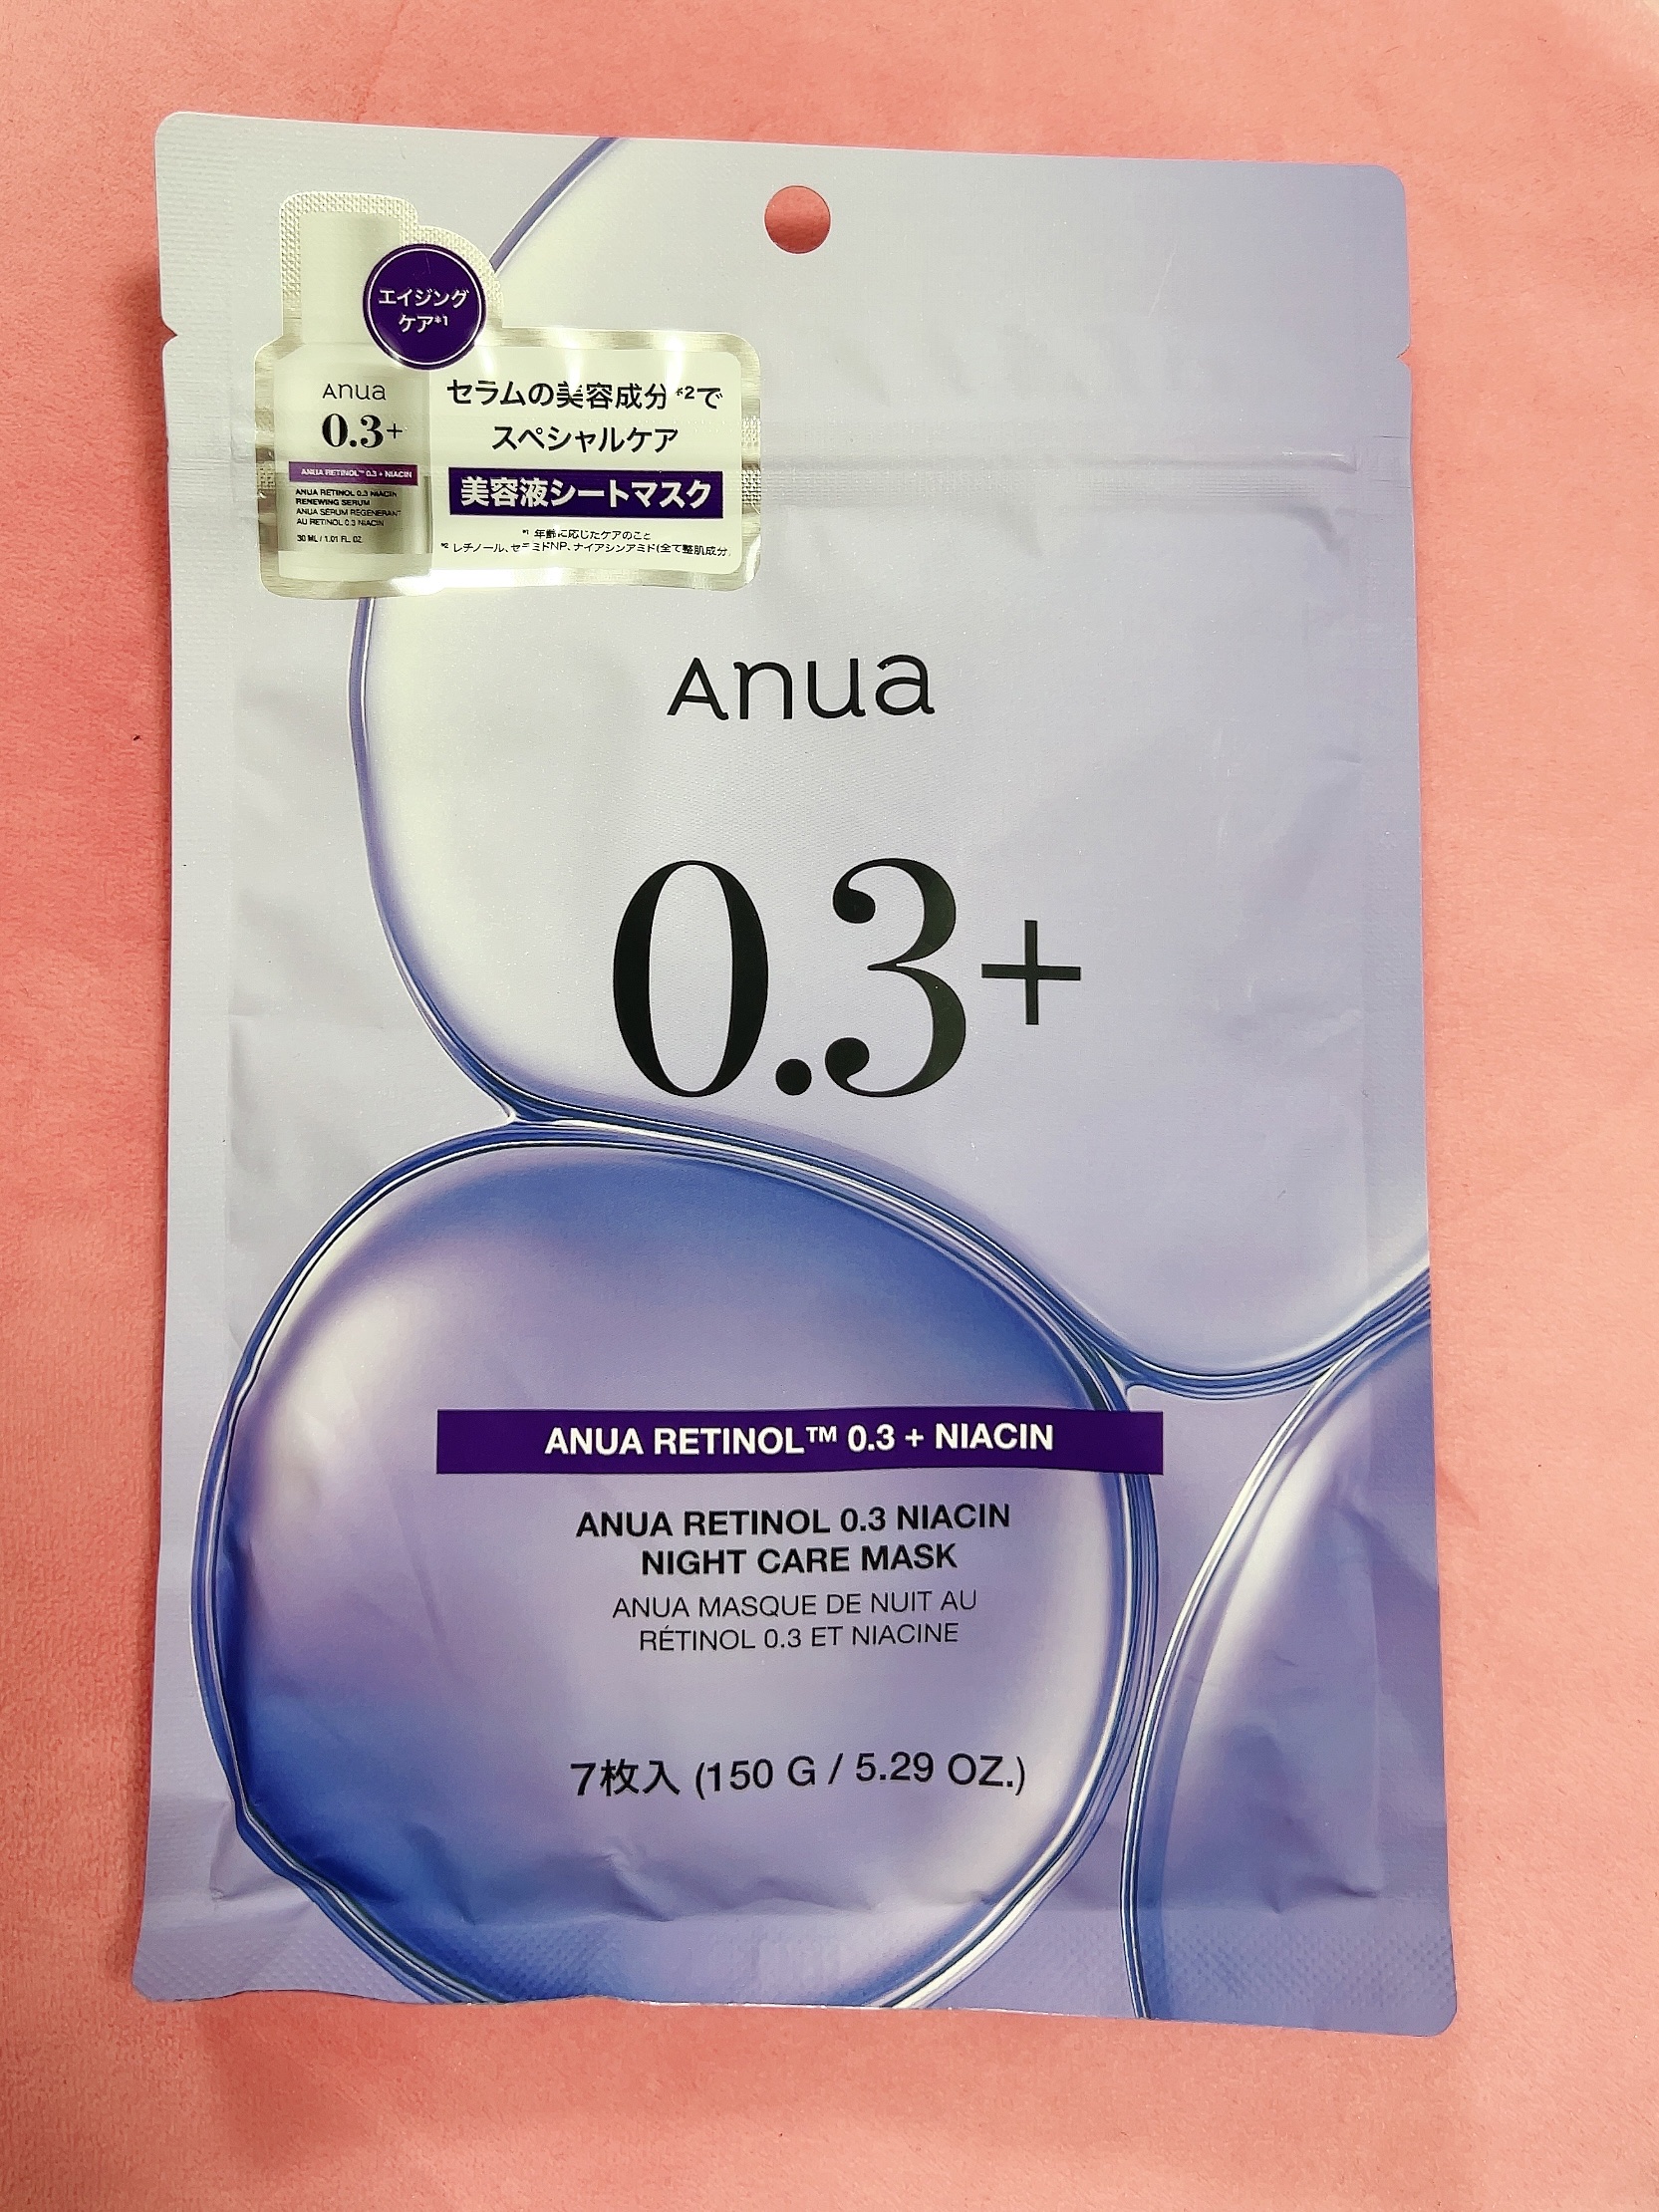 エイジング
ケア*1
Anua
0.3+
ANUA RETINOL™ 0.3 + NIACIN
ANUA RETINOL 0.3 NIACIN
RENEWING SERUM
ANUA SÉRUM RÉGÉNÉRANT
AU RETINOL 0.3 NIACIN
30 ML / 1.01 FL. OZ.
セラムの美容成分*2で
スペシャルケア
美容液シートマスク
*1 年齢に応じたケアのこと
*2 レチノール、セラミドNP、ナイアシンアミド(全て整肌成分)
Anua
0.3+
ANUA RETINOL™ 0.3 + NIACIN
ANUA RETINOL 0.3 NIACIN
NIGHT CARE MASK
ANUA MASQUE DE NUIT AU
RÉTINOL 0.3 ET NIACINE
7枚入 (150 G / 5.29 OZ.)